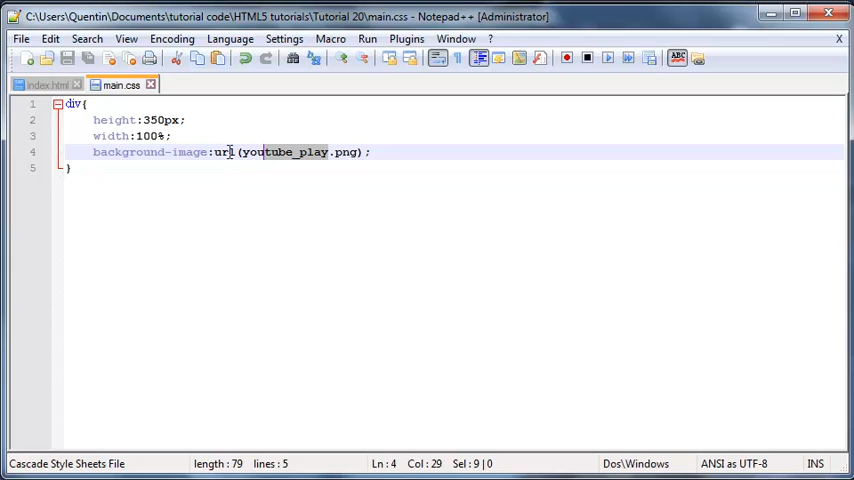 C:\Users\Quentin\Documents\tutorial code\HTML5 tutorials\Tutorial 20\main.css - Notepad++ [Administrator]
File Edit Search View Encoding Language Settings Macro Run Plugins Window ? X
index.html main.css
1 div{
2 height:350px;
3 width:100%;
4 background-image:url(youtube_play.png);
5 }
Cascade Style Sheets File length : 79 lines : 5 Ln : 4 Col : 29 Sel : 9 | 0 Dos\Windows ANSI as UTF-8 INS